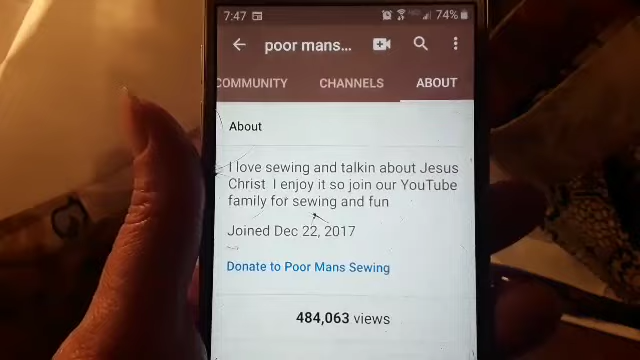 7:47 74%
poor mans...
COMMUNITY CHANNELS ABOUT
About
I love sewing and talkin about Jesus
Christ I enjoy it so join our YouTube
family for sewing and fun
Joined Dec 22, 2017
Donate to Poor Mans Sewing
484,063 views